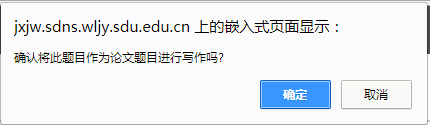 jxjw.sdns.wljy.sdu.edu.cn 上的嵌入式页面显示：
确认将此题目作为论文题目进行写作吗?
确定
取消